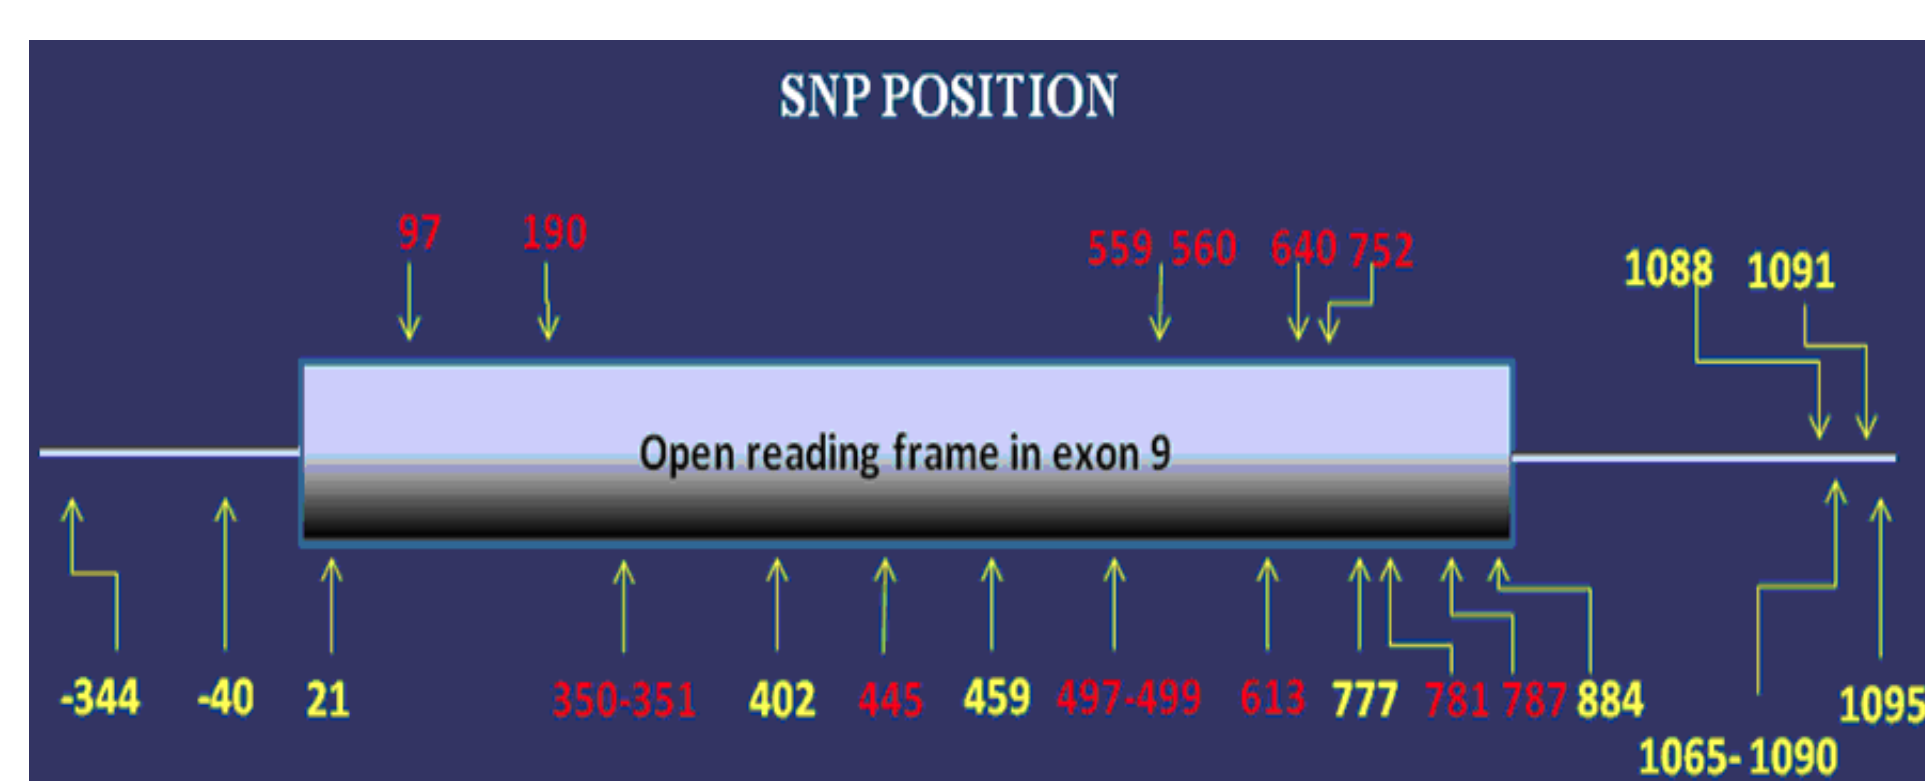 SNP POSITION
97 190 559 560 640 752 1088 1091
Open reading frame in exon 9
-344 -40 21 350-351 402 445 459 497-499 613 777 781 787 884 1095
1065- 1090